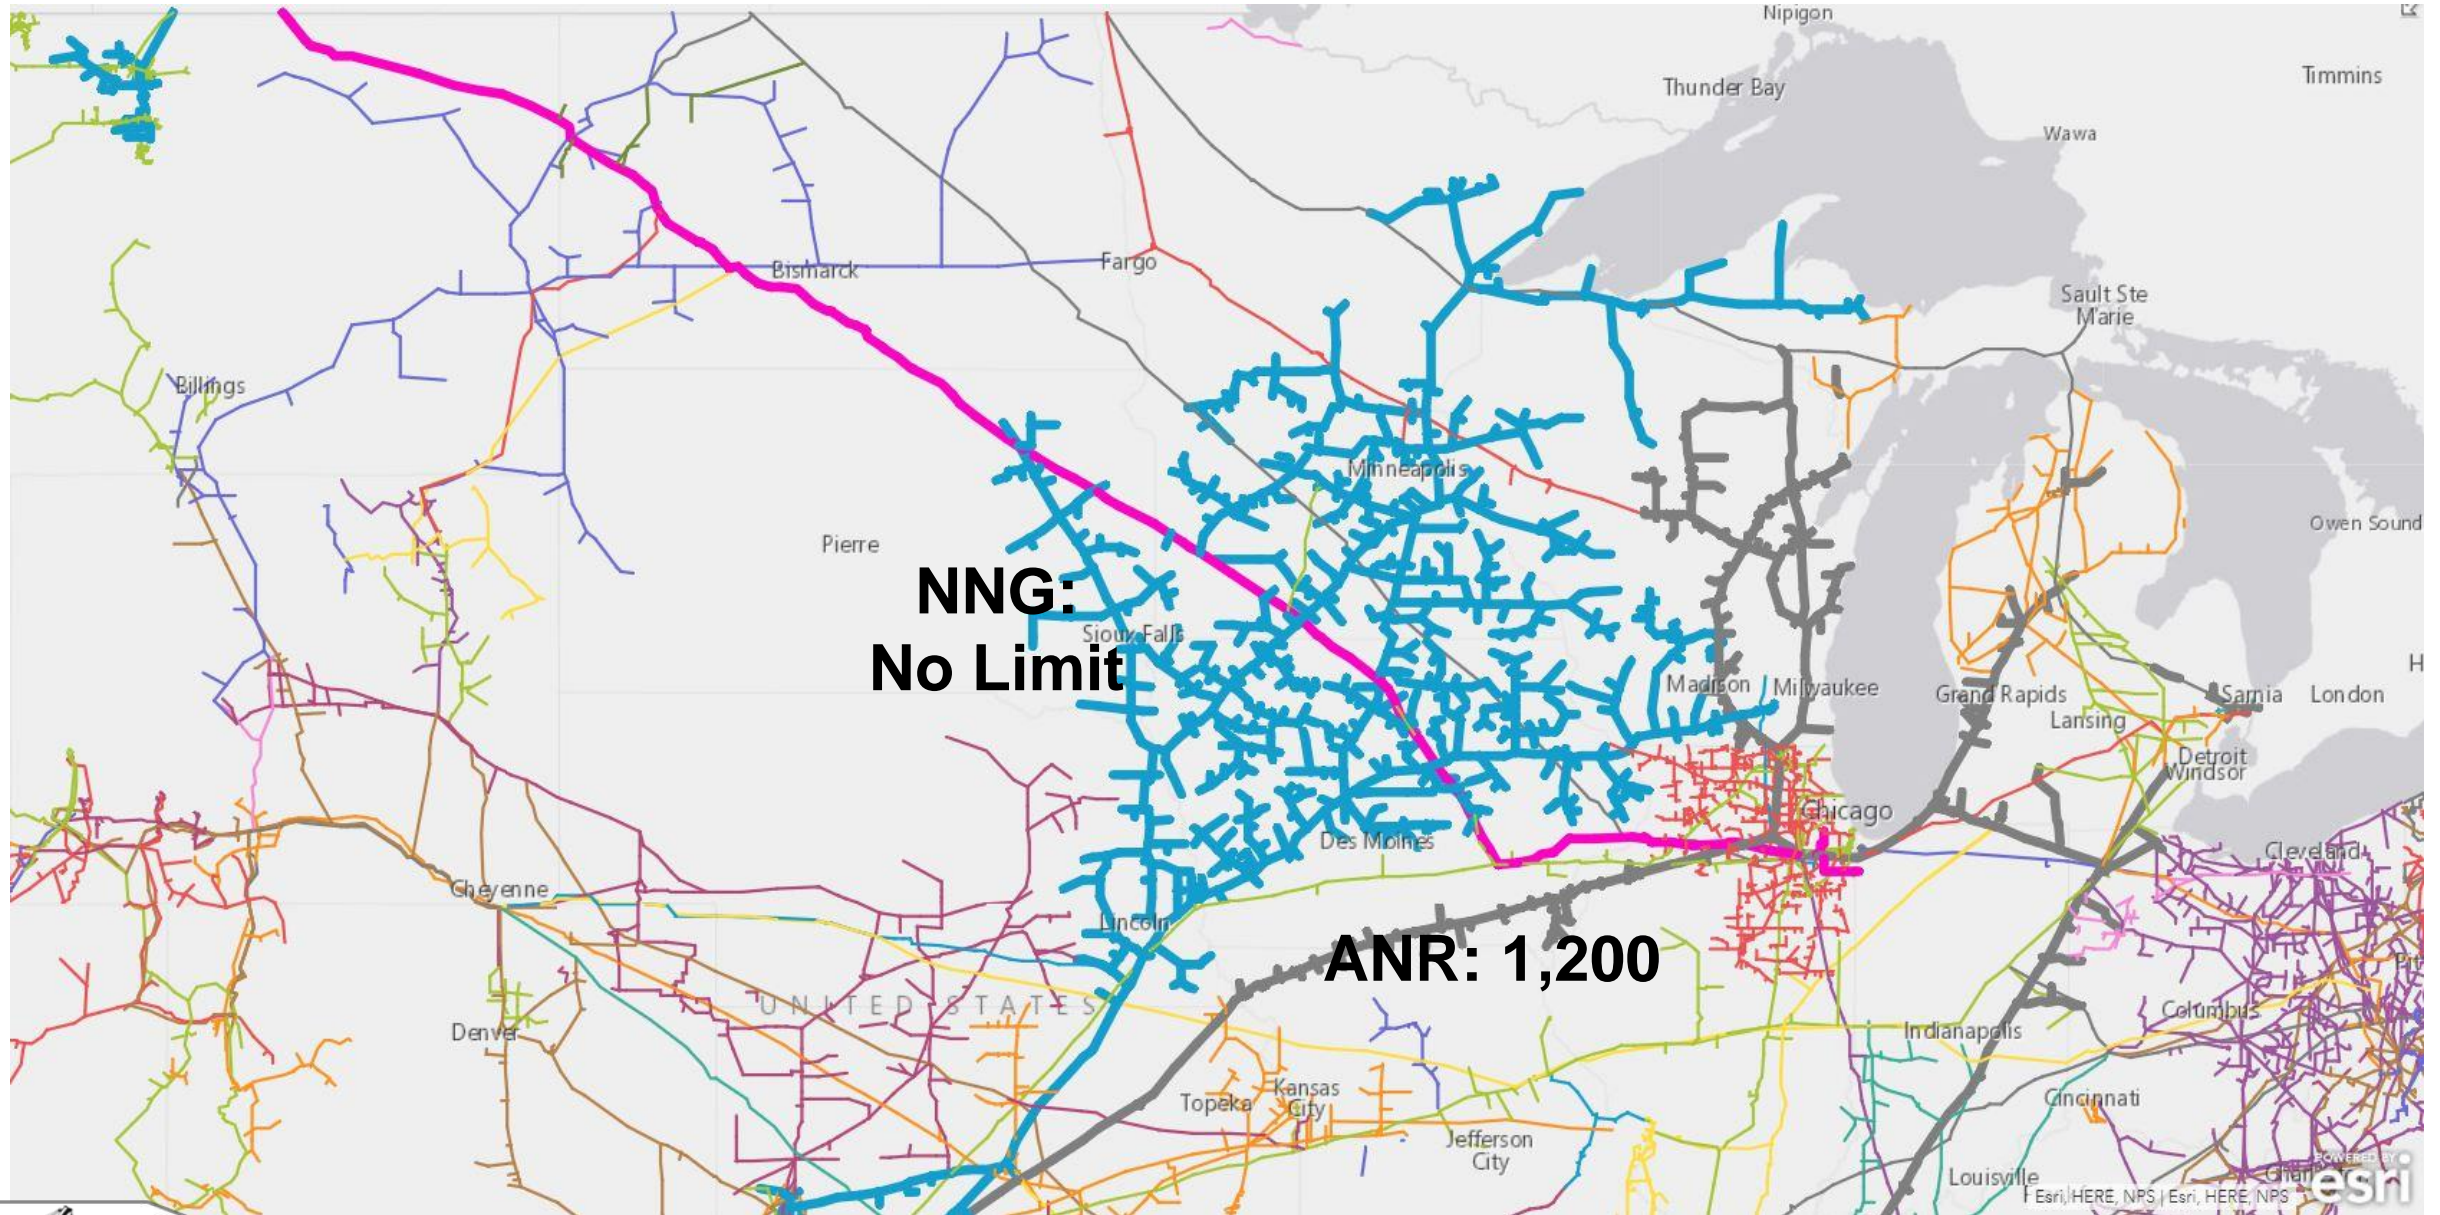 Nipigon
Timmins
Thunder Bay
Wawa
Bismarck
Fargo
Sault Ste
Marie
Billings
Minneapolis
Owen Sound
Pierre
NNG:
No Limit
Sioux Falls
Madison
Milwaukee
Grand Rapids
Sarnia
London
H
Lansing
Detroit
Windsor
Chicago
Des Moines
Cleveland
Cheyenne
Lincoln
ANR: 1,200
UNITED STATES
Pit
Columbus
Denver
Indianapolis
Topeka
Kansas
City
Cincinnati
Jefferson
City
Louisville
POWERED BY
esri
Esri, HERE, NPS | Esri, HERE, NPS